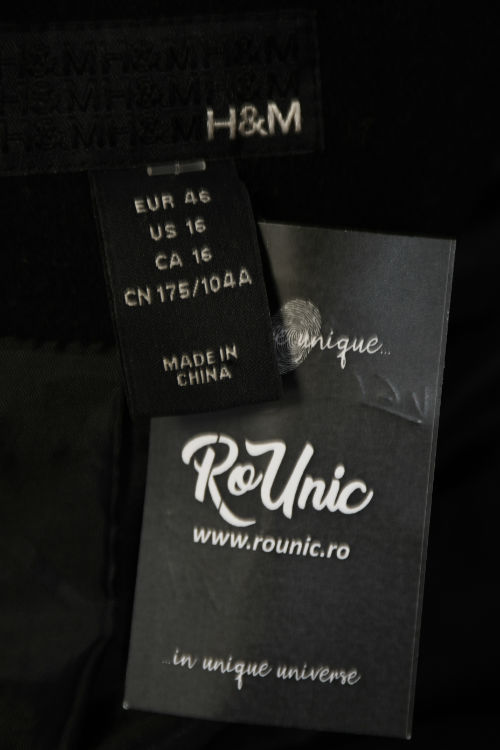 H&M
EUR 46
US 16
CA 16
CN 175/104A
MADE IN
CHINA
unique...
RoUnic
www.rounic.ro
...in unique universe